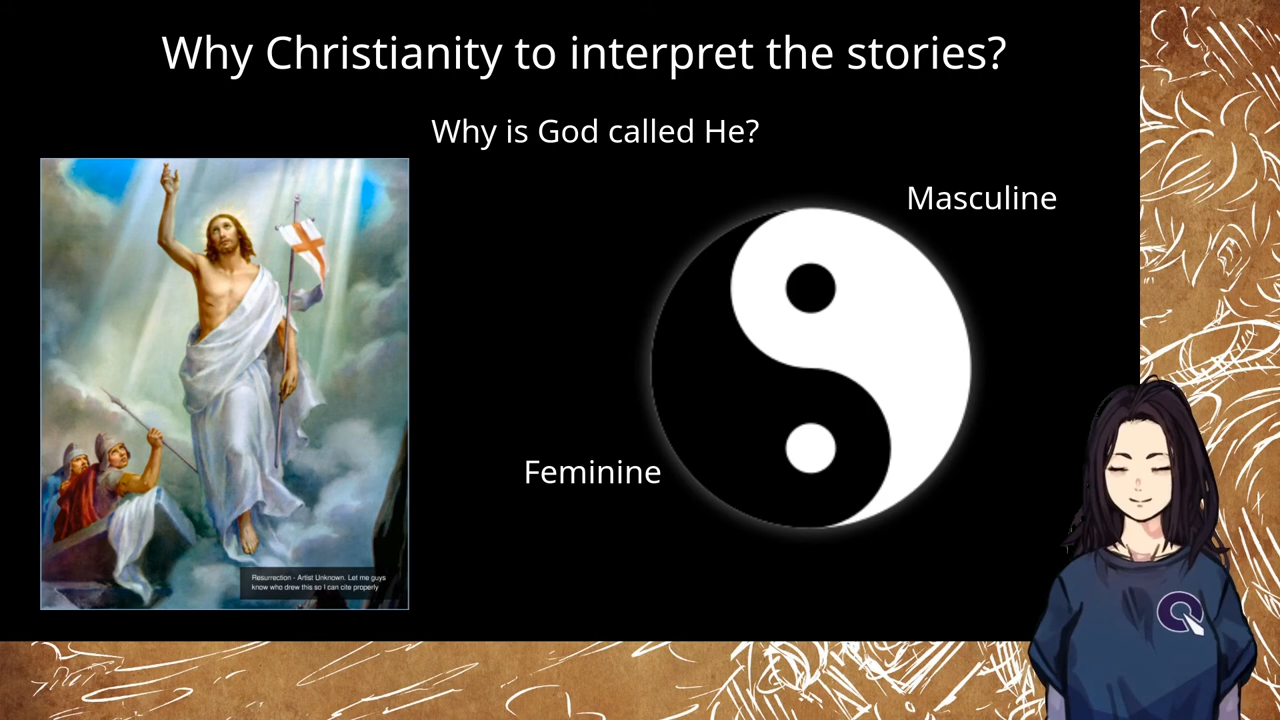 Why Christianity to interpret the stories?
Why is God called He?
Masculine
Feminine
Resurrection - Artist Unknown. Let me guys
know who drew this so I can cite properly